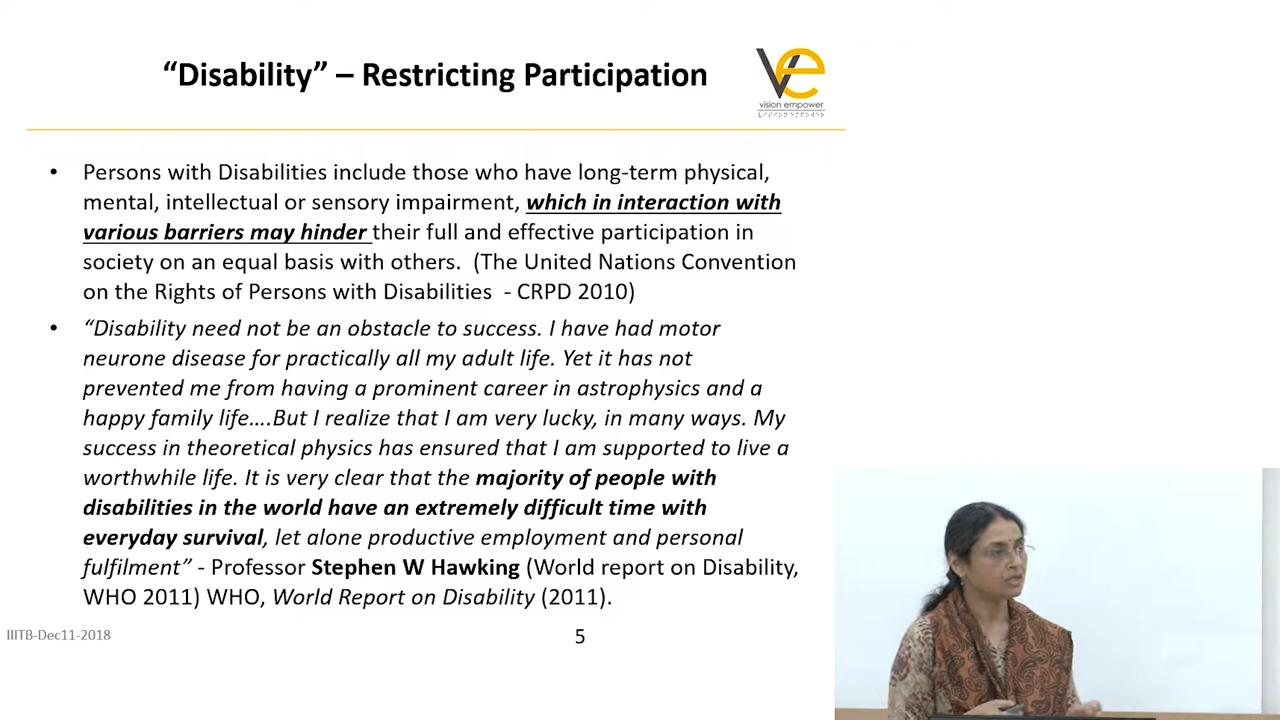 “Disability” – Restricting Participation
vision empower
• Persons with Disabilities include those who have long-term physical,
mental, intellectual or sensory impairment, which in interaction with
various barriers may hinder their full and effective participation in
society on an equal basis with others.  (The United Nations Convention
on the Rights of Persons with Disabilities  - CRPD 2010)
• “Disability need not be an obstacle to success. I have had motor
neurone disease for practically all my adult life. Yet it has not
prevented me from having a prominent career in astrophysics and a
happy family life….But I realize that I am very lucky, in many ways. My
success in theoretical physics has ensured that I am supported to live a
worthwhile life. It is very clear that the majority of people with
disabilities in the world have an extremely difficult time with
everyday survival, let alone productive employment and personal
fulfilment” - Professor Stephen W Hawking (World report on Disability,
WHO 2011) WHO, World Report on Disability (2011).
IIITB-Dec11-2018
5